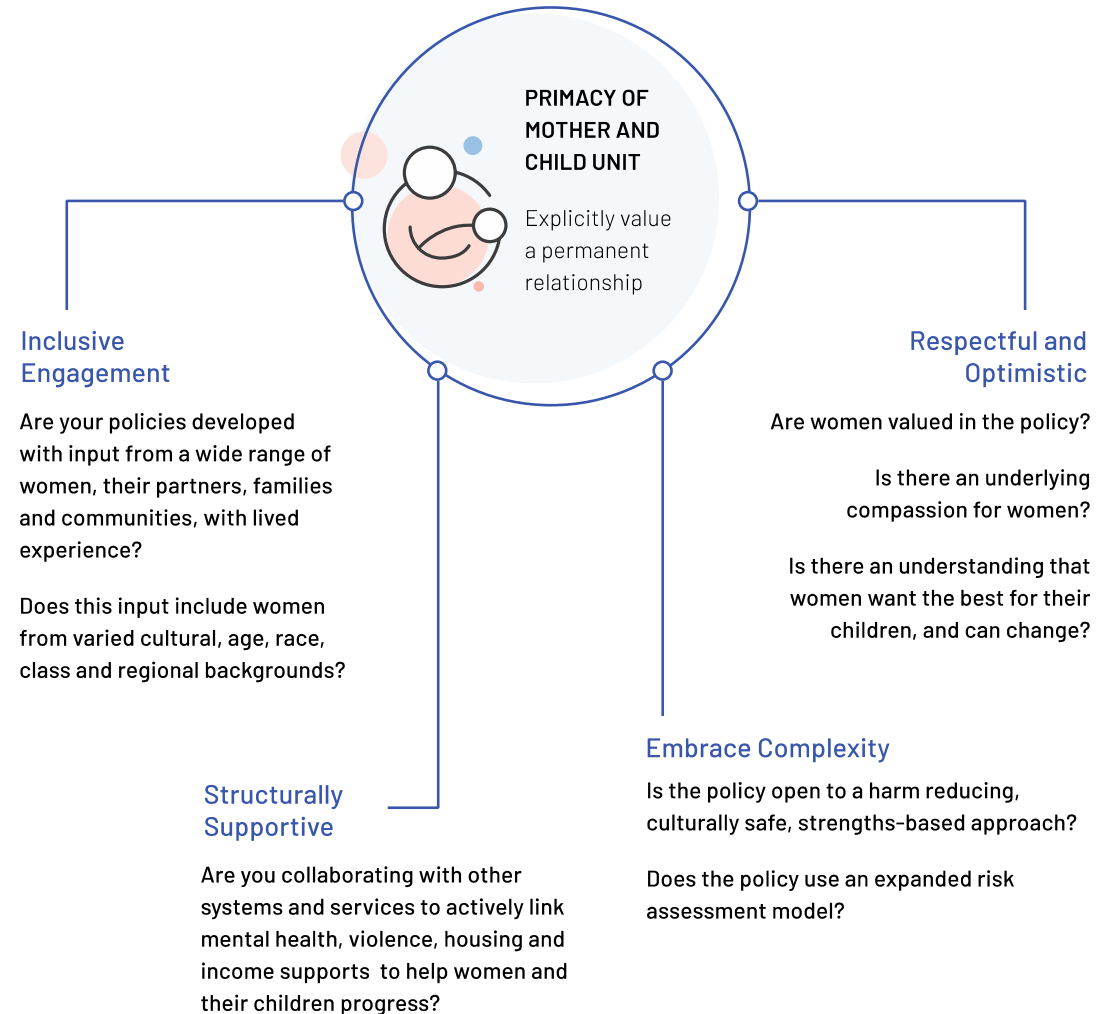 PRIMACY OF
MOTHER AND
CHILD UNIT
Explicitly value
a permanent
relationship
Inclusive
Engagement
Are your policies developed
with input from a wide range of
women, their partners, families
and communities, with lived
experience?
Does this input include women
from varied cultural, age, race,
class and regional backgrounds?
Respectful and
Optimistic
Are women valued in the policy?
Is there an underlying
compassion for women?
Is there an understanding that
women want the best for their
children, and can change?
Structurally
Supportive
Are you collaborating with other
systems and services to actively link
mental health, violence, housing and
income supports  to help women and
their children progress?
Embrace Complexity
Is the policy open to a harm reducing,
culturally safe, strengths-based approach?
Does the policy use an expanded risk
assessment model?